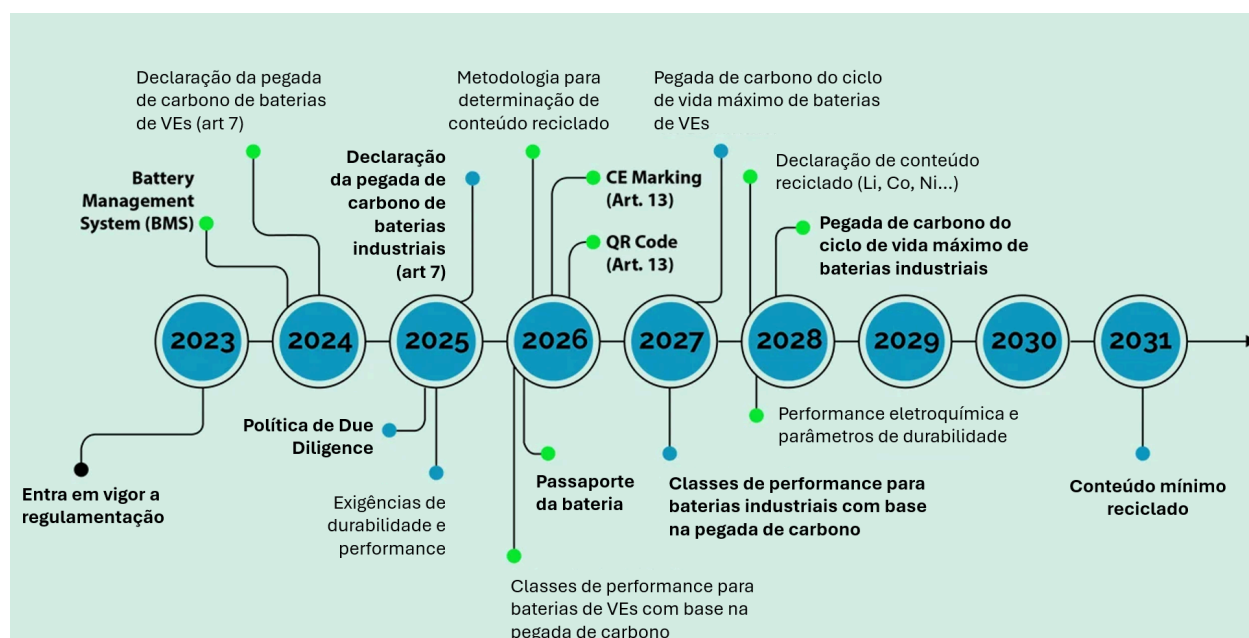 Declaração da pegada
de carbono de baterias
de VEs (art 7)
Metodologia para
determinação de
conteúdo reciclado
Pegada de carbono do ciclo
de vida máximo de baterias
de VEs
Battery
Management
System (BMS)
Declaração
da pegada de
carbono de
baterias
industriais
(art 7)
CE Marking
(Art. 13)
QR Code
(Art. 13)
Declaração de conteúdo
reciclado (Li, Co, Ni...)
Pegada de carbono do
ciclo de vida máximo de
baterias industriais
2023
2024
2025
2026
2027
2028
2029
2030
2031
Entra em vigor a
regulamentação
Política de Due
Diligence
Exigências de
durabilidade e
performance
Passaporte
da bateria
Classes de performance para
baterias de VEs com base na
pegada de carbono
Classes de performance para
baterias industriais com base
na pegada de carbono
Performance eletroquímica e
parâmetros de durabilidade
Conteúdo mínimo
reciclado